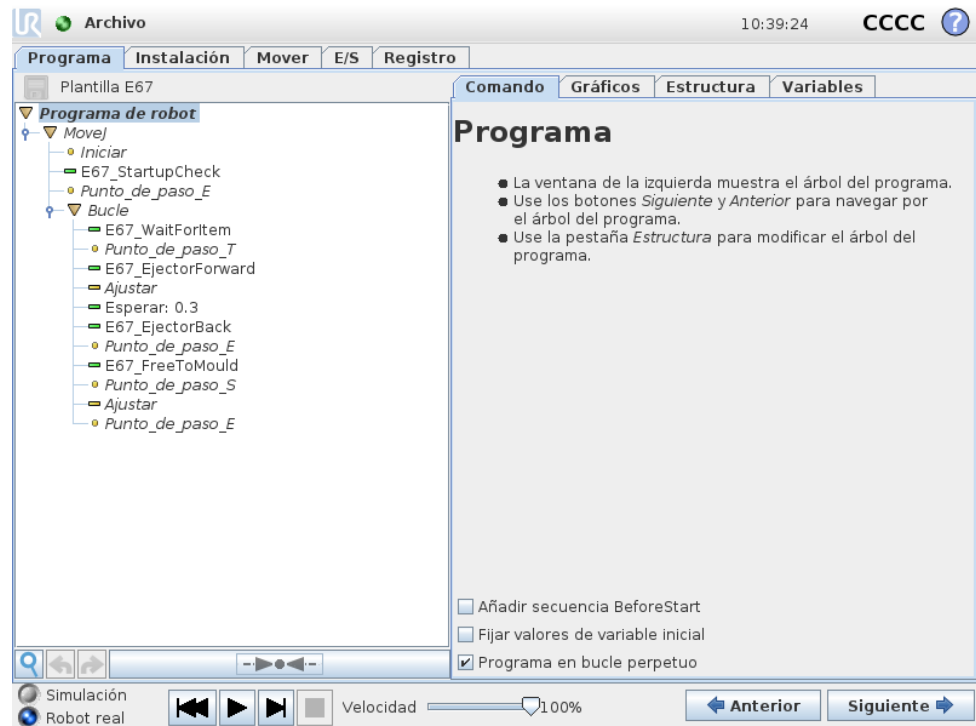 UR Archivo 10:39:24 CCCC ?
Programa Instalación Mover E/S Registro
Plantilla E67
Programa de robot
MoveJ
Iniciar
E67_StartupCheck
Punto_de_paso_E
Bucle
E67_WaitForItem
Punto_de_paso_T
E67_EjectorForward
Ajustar
Esperar: 0.3
E67_EjectorBack
Punto_de_paso_E
E67_FreeToMould
Punto_de_paso_S
Ajustar
Punto_de_paso_E
Comando Gráficos Estructura Variables
Programa
La ventana de la izquierda muestra el árbol del programa.
Use los botones Siguiente y Anterior para navegar por
el árbol del programa.
Use la pestaña Estructura para modificar el árbol del
programa.
Añadir secuencia BeforeStart
Fijar valores de variable inicial
Programa en bucle perpetuo
Simulación
Robot real
Velocidad 100%
Anterior Siguiente